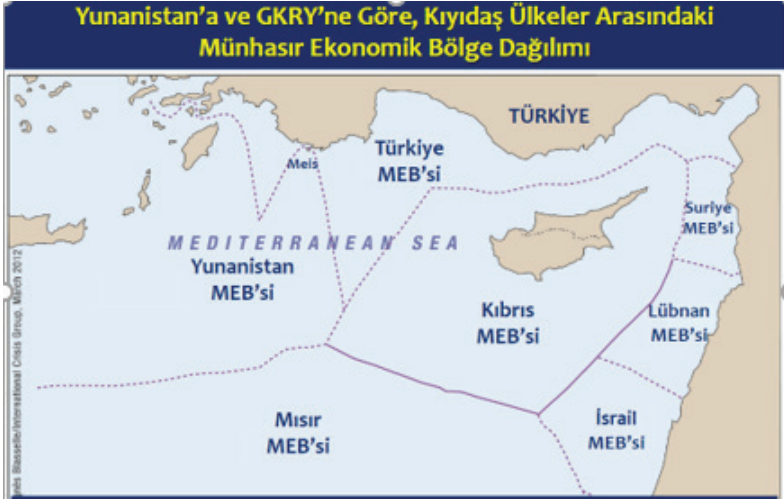 Yunanistan'a ve GKRY'ne Göre, Kıyıdaş Ülkeler Arasındaki
Münhasır Ekonomik Bölge Dağılımı
TÜRKİYE
Türkiye
MEB'si
Meis
Suriye
MEB'si
MEDITERRANEAN SEA
Yunanistan
MEB'si
Kıbrıs
MEB'si
Lübnan
MEB'si
Mısır
MEB'si
İsrail
MEB'si
Blasselle/International Crisis Group, March 2012